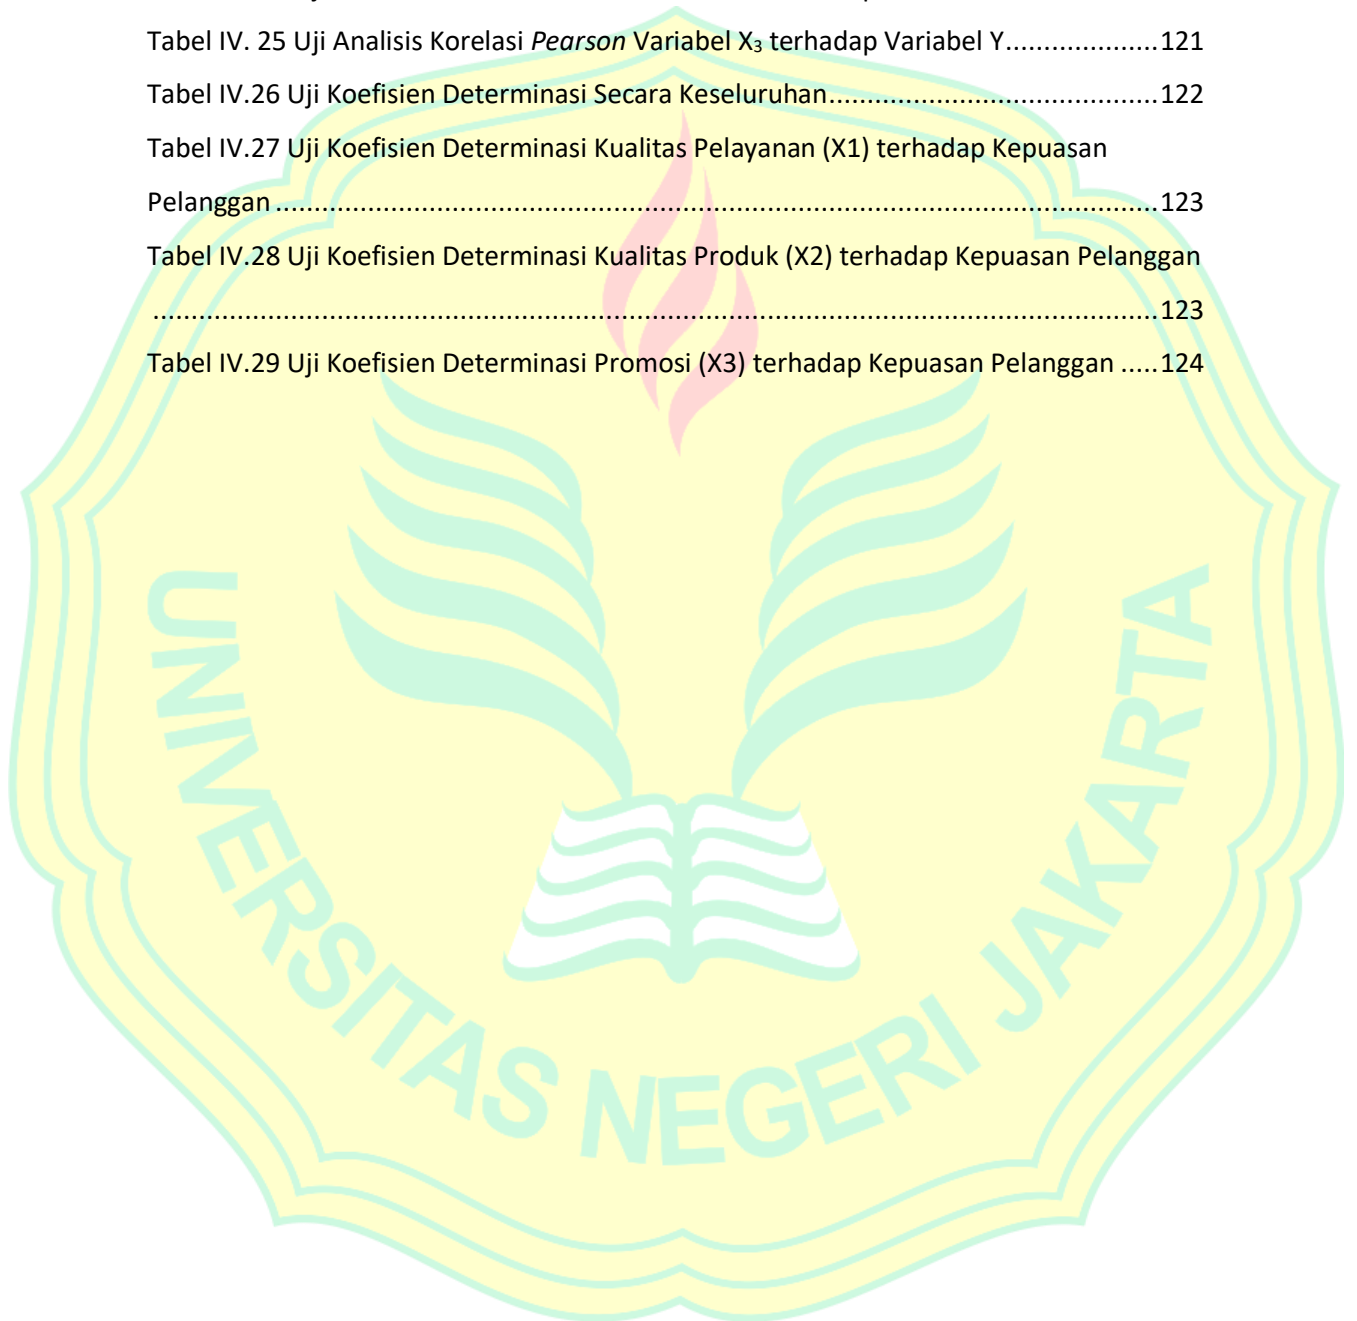 Tabel IV. 25 Uji Analisis Korelasi Pearson Variabel X₃ terhadap Variabel Y....................121
Tabel IV.26 Uji Koefisien Determinasi Secara Keseluruhan...........................................122
Tabel IV.27 Uji Koefisien Determinasi Kualitas Pelayanan (X1) terhadap Kepuasan
Pelanggan...................................................................................................................123
Tabel IV.28 Uji Koefisien Determinasi Kualitas Produk (X2) terhadap Kepuasan Pelanggan
...................................................................................................................................123
Tabel IV.29 Uji Koefisien Determinasi Promosi (X3) terhadap Kepuasan Pelanggan .....124
UNIVERSITAS NEGERI JAKARTA